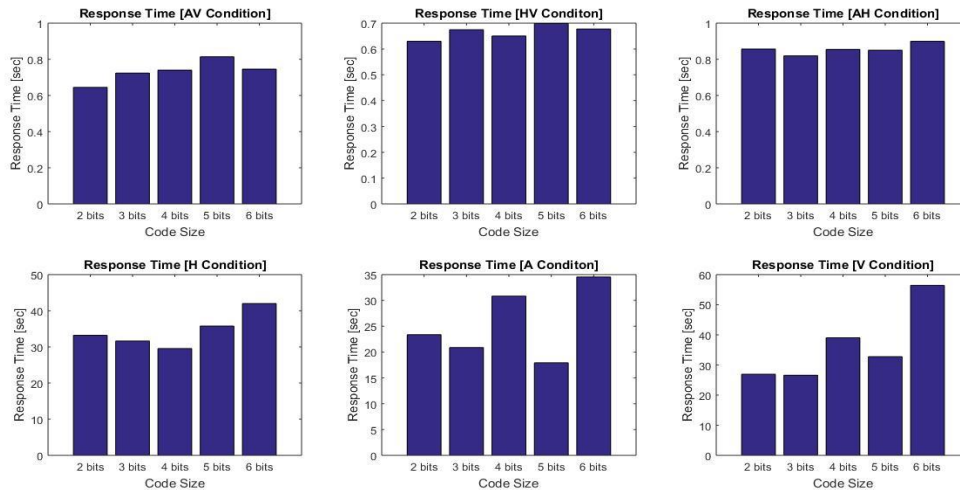 Response Time [AV Condition]
Response Time [sec]
1
0.8
0.6
0.4
0.2
0
2 bits 3 bits 4 bits 5 bits 6 bits
Code Size
Response Time [HV Conditon]
Response Time [sec]
0.7
0.6
0.5
0.4
0.3
0.2
0.1
0
2 bits 3 bits 4 bits 5 bits 6 bits
Code Size
Response Time [AH Condition]
Response Time [sec]
1
0.8
0.6
0.4
0.2
0
2 bits 3 bits 4 bits 5 bits 6 bits
Code Size
Response Time [H Condition]
Response Time [sec]
50
40
30
20
10
0
2 bits 3 bits 4 bits 5 bits 6 bits
Code Size
Response Time [A Conditon]
Response Time [sec]
35
30
25
20
15
10
5
0
2 bits 3 bits 4 bits 5 bits 6 bits
Code Size
Response Time [V Condition]
Response Time [sec]
60
50
40
30
20
10
0
2 bits 3 bits 4 bits 5 bits 6 bits
Code Size